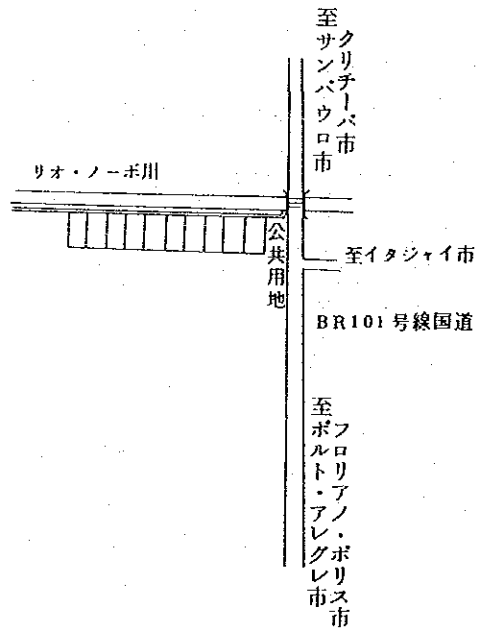 至
クリチーバ市
サンパウロ市
リオ・ノーボ川
公共用地
至イタジャイ市
BR101号線国道
至
フロリアノ・ポリス市
ポルト・アレグレ市